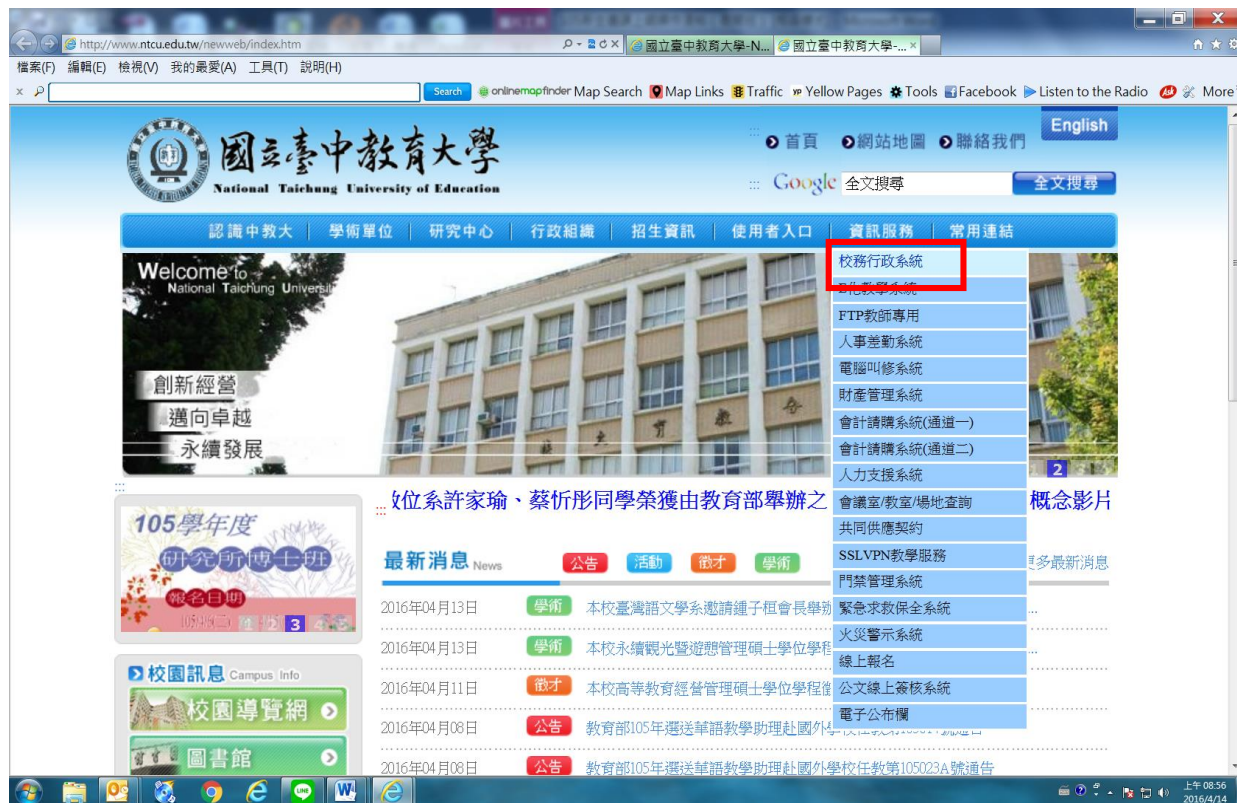 http://www.ntcu.edu.tw/newweb/index.htm
國立臺中教育大學-N...
國立臺中教育大學-...
檔案(F) 編輯(E) 檢視(V) 我的最愛(A) 工具(T) 說明(H)
Search onlinemapfinder Map Search Map Links Traffic Yellow Pages Tools Facebook Listen to the Radio More
國立臺中教育大學
National Taichung University of Education
首頁 網站地圖 聯絡我們 English
Google 全文搜尋 全文搜尋
認識中教大 學術單位 研究中心 行政組織 招生資訊 使用者入口 資訊服務 常用連結
校務行政系統
E化教學系統
FTP教師專用
人事差勤系統
電腦叫修系統
財產管理系統
會計請購系統(通道一)
會計請購系統(通道二)
人力支援系統
會議室/教室/場地查詢
共同供應契約
SSLVPN教學服務
門禁管理系統
緊急求救保全系統
火災警示系統
線上報名
公文線上簽核系統
電子公布欄
Welcome to
National Taichung Universit
創新經營
邁向卓越
永續發展
2
位系許家瑜、蔡忻彤同學榮獲由教育部舉辦之 概念影片
105學年度
研究所博士班
報名日期
1 2 3 4 5
最新消息 News 公告 活動 徵才 學術 更多最新消息
2016年04月13日 學術 本校臺灣語文學系邀請鍾子桓會長舉辦 ...
2016年04月13日 學術 本校永續觀光暨遊憩管理碩士學位學程 ...
2016年04月11日 徵才 本校高等教育經營管理碩士學位學程徵
2016年04月08日 公告 教育部105年選送華語教學助理赴國外學校任教第
2016年04月08日 公告 教育部105年選送華語教學助理赴國外學校任教第105023A號通告
校園訊息 Campus Info
校園導覽網
圖書館
上午 08:56
2016/4/14